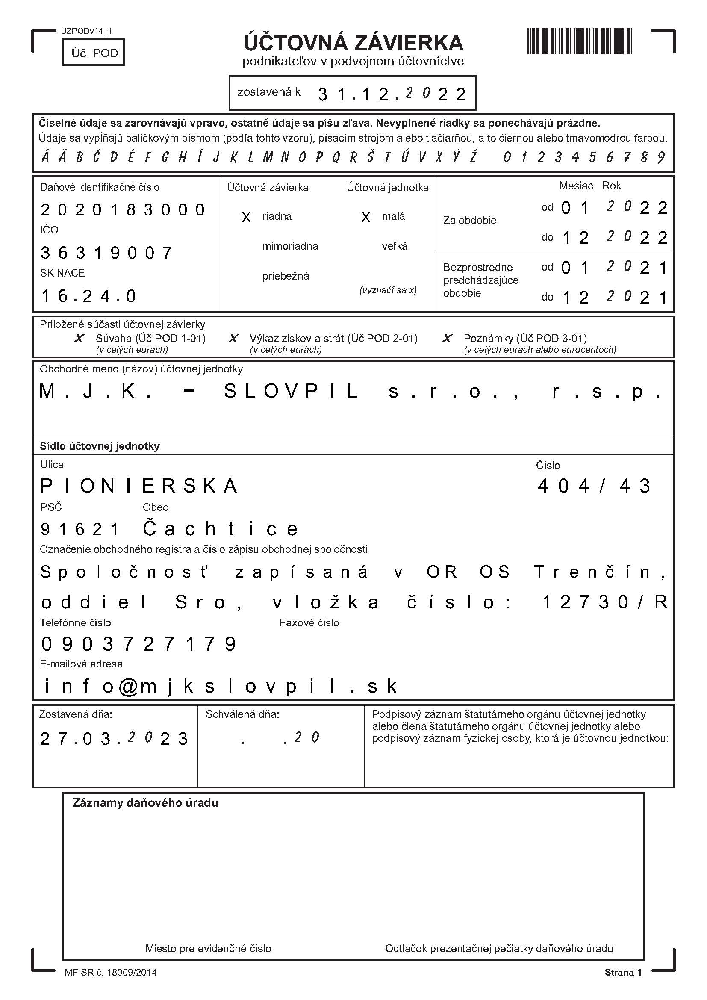 UZPODv14_1
Úč POD
ÚČTOVNÁ ZÁVIERKA
podnikateľov v podvojnom účtovníctve
zostavená k 31.12.2022
Číselné údaje sa zarovnávajú vpravo, ostatné údaje sa píšu zľava. Nevyplnené riadky sa ponechávajú prázdne.
Údaje sa vypĺňajú paličkovým písmom (podľa tohto vzoru), písacím strojom alebo tlačiarňou, a to čiernou alebo tmavomodrou farbou.
Á Ä B Č D É F G H Í J K L M N O P Q R Š T Ú V X Ý Ž 0 1 2 3 4 5 6 7 8 9
Daňové identifikačné číslo
2020183000
IČO
36319007
SK NACE
16.24.0
Účtovná závierka
X riadna
mimoriadna
priebežná
Účtovná jednotka
X malá
veľká
(vyznačí sa x)
Mesiac Rok
Za obdobie
od 01 2022
do 12 2022
Bezprostredne
predchádzajúce
obdobie
od 01 2021
do 12 2021
Priložené súčasti účtovnej závierky
X Súvaha (Úč POD 1-01)
(v celých eurách)
X Výkaz ziskov a strát (Úč POD 2-01)
(v celých eurách)
X Poznámky (Úč POD 3-01)
(v celých eurách alebo eurocentoch)
Obchodné meno (názov) účtovnej jednotky
M.J.K. – SLOVPIL s.r.o., r.s.p.
Sídlo účtovnej jednotky
Ulica
PIONIERSKA
Číslo
404/43
PSČ Obec
91621 Čachtice
Označenie obchodného registra a číslo zápisu obchodnej spoločnosti
Spoločnosť zapísaná v OR OS Trenčín,
oddiel Sro, vložka číslo: 12730/R
Telefónne číslo Faxové číslo
0903727179
E-mailová adresa
info@mjkslovpil.sk
Zostavená dňa:
27.03.2023
Schválená dňa:
. .20
Podpisový záznam štatutárneho orgánu účtovnej jednotky
alebo člena štatutárneho orgánu účtovnej jednotky alebo
podpisový záznam fyzickej osoby, ktorá je účtovnou jednotkou:
Záznamy daňového úradu
Miesto pre evidenčné číslo
Odtlačok prezentačnej pečiatky daňového úradu
MF SR č. 18009/2014
Strana 1